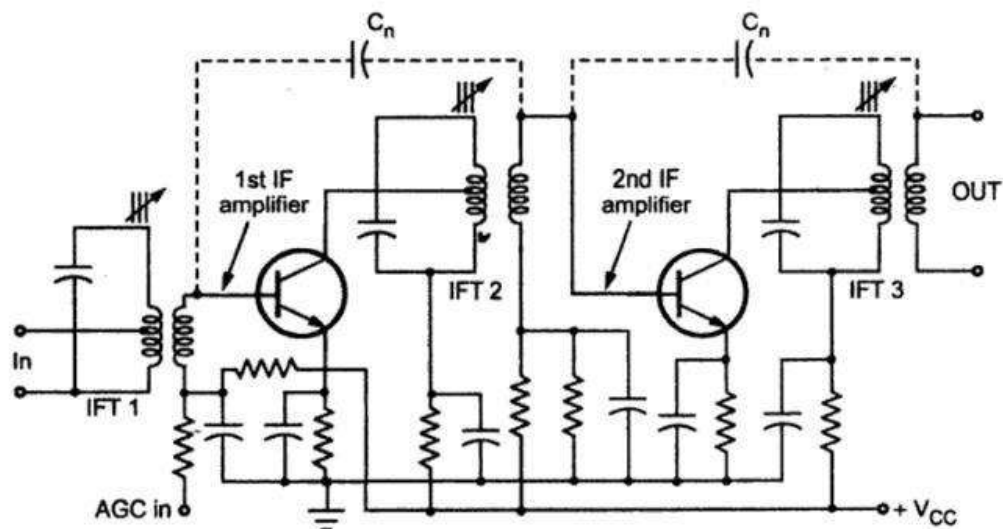 Cn
Cn
1st IF
amplifier
2nd IF
amplifier
OUT
IFT 2
IFT 3
In
IFT 1
AGC in
+ VCC